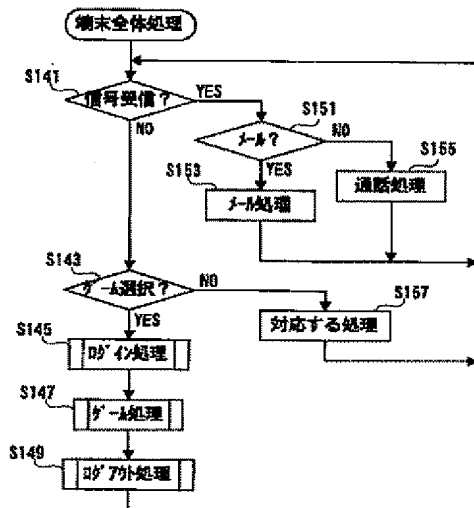 端末全体処理
S141
信号受信?
YES
NO
S151
メール?
NO
YES
S153
メール処理
S155
通話処理
S143
ゲーム選択?
NO
YES
S157
対応する処理
S145
ログイン処理
S147
ゲーム処理
S149
ログアウト処理